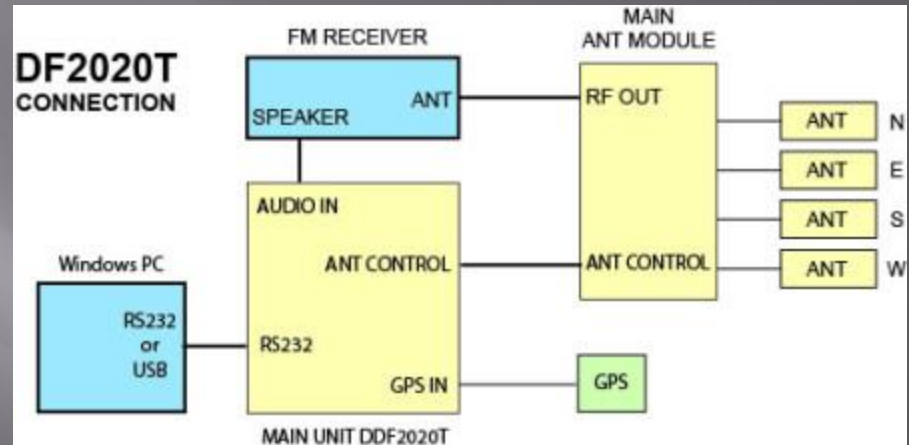 DF2020T
CONNECTION
FM RECEIVER
ANT
SPEAKER
MAIN
ANT MODULE
RF OUT
ANT CONTROL
ANT N
ANT E
ANT S
ANT W
AUDIO IN
ANT CONTROL
RS232
GPS IN
MAIN UNIT DDF2020T
Windows PC
RS232
or
USB
GPS